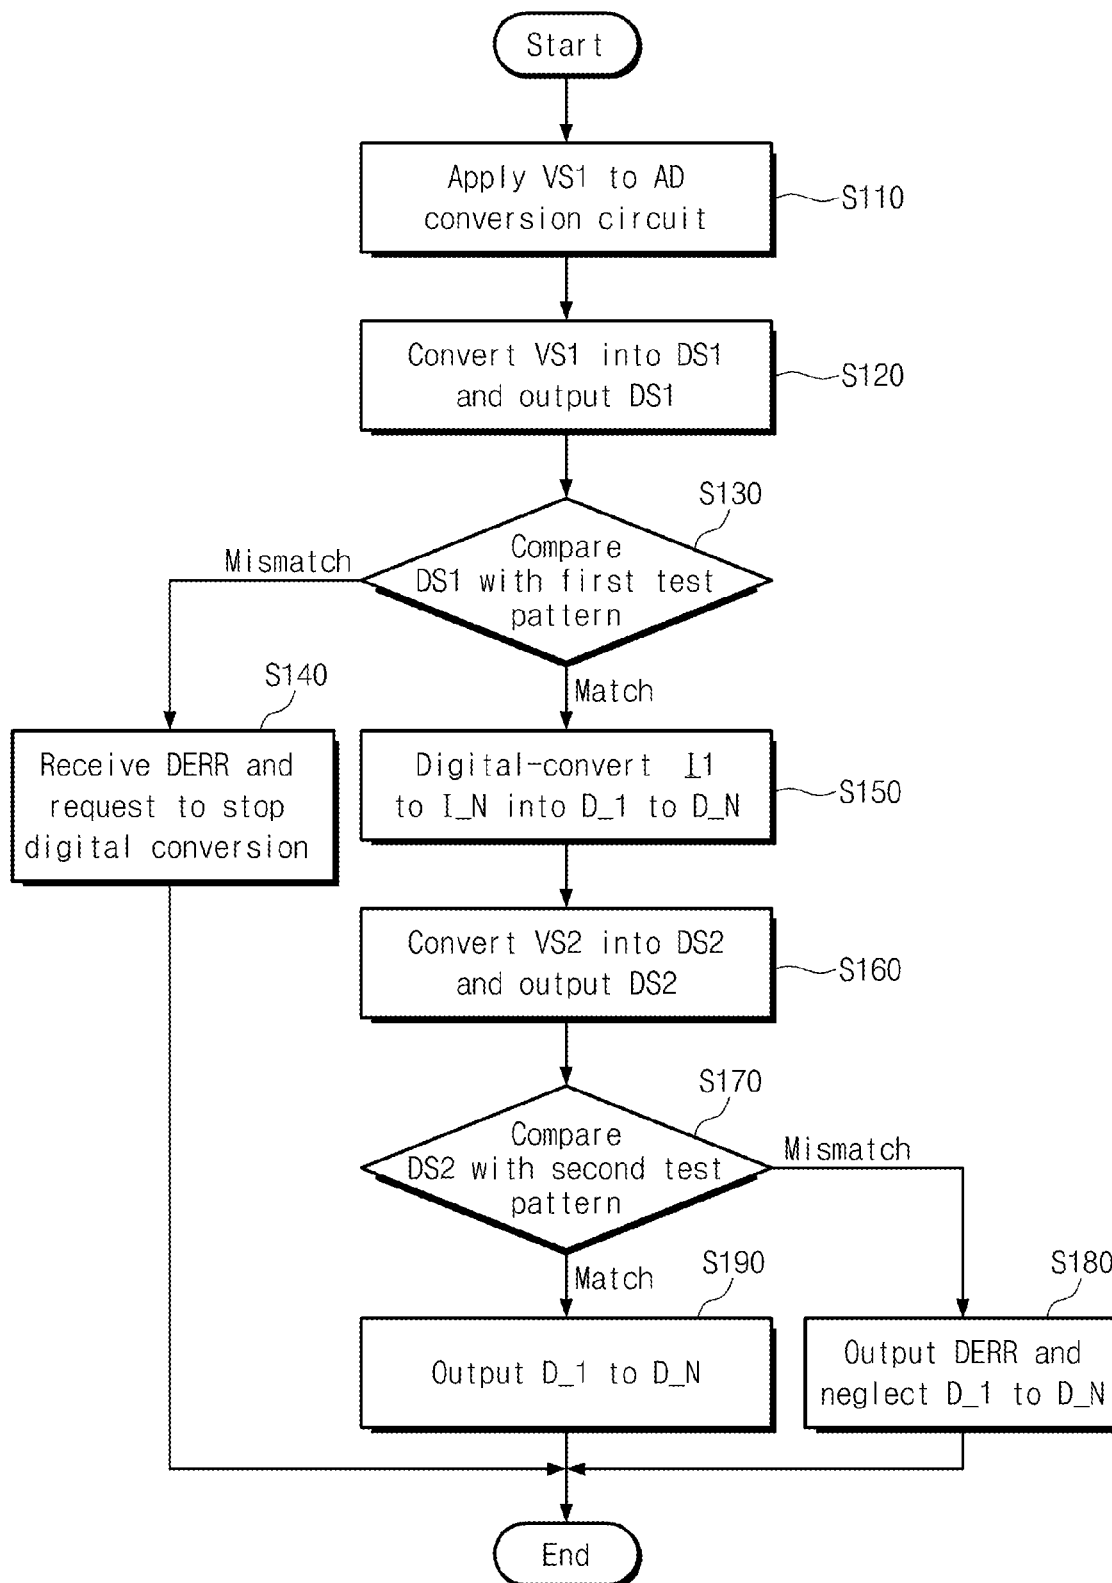 Start
Apply VS1 to AD
conversion circuit
S110
Convert VS1 into DS1
and output DS1
S120
S130
Compare
DS1 with first test
pattern
Mismatch
Match
S140
Receive DERR and
request to stop
digital conversion
Digital-convert I1
to I_N into D_1 to D_N
S150
Convert VS2 into DS2
and output DS2
S160
S170
Compare
DS2 with second test
pattern
Mismatch
Match
S190
Output D_1 to D_N
S180
Output DERR and
neglect D_1 to D_N
End